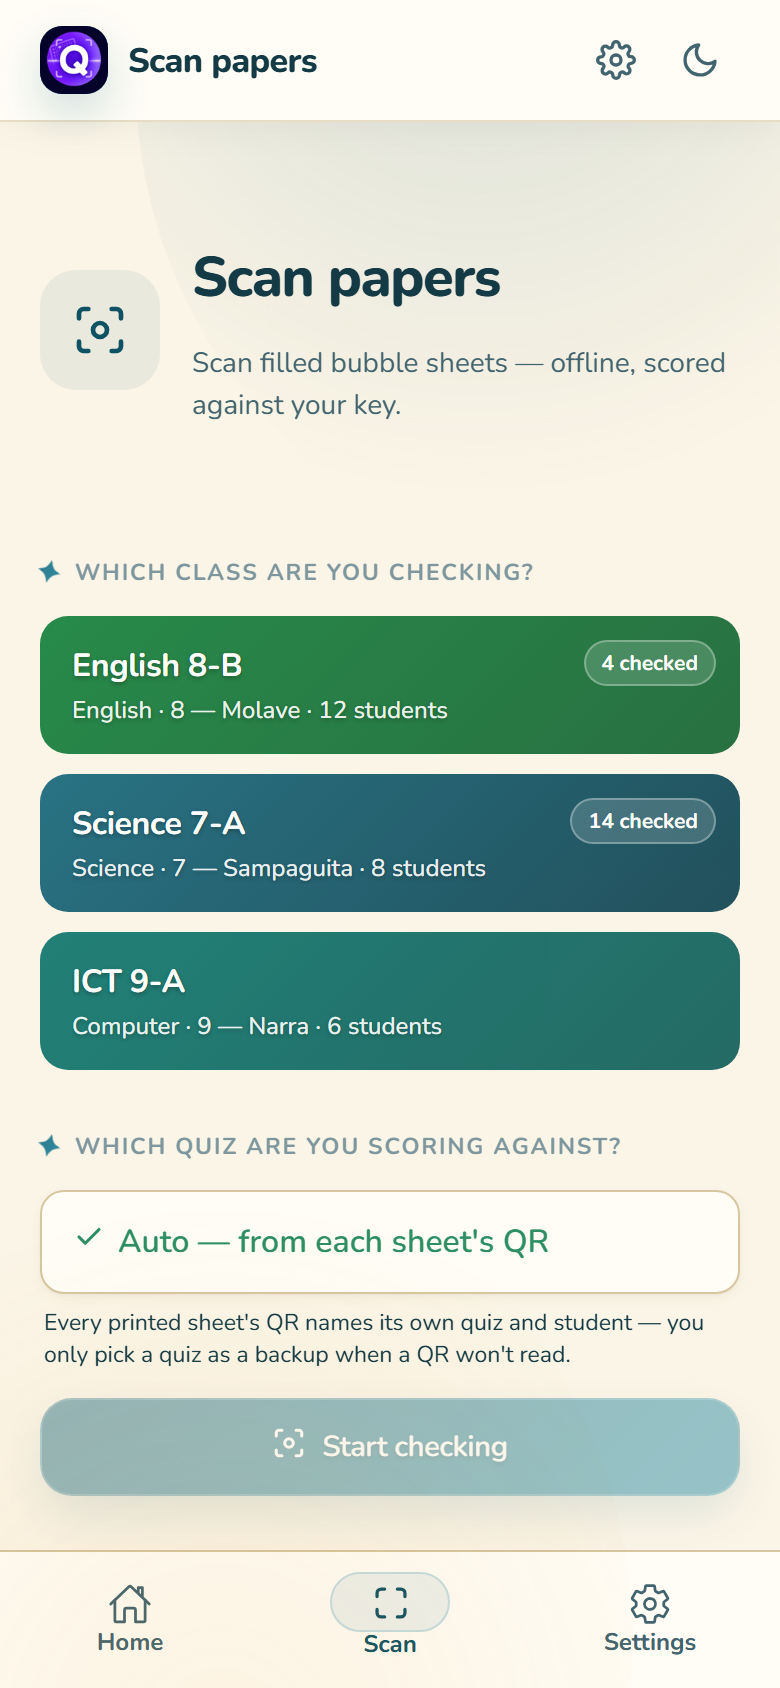 Q
Scan papers
Scan papers
Scan filled bubble sheets — offline, scored
against your key.
WHICH CLASS ARE YOU CHECKING?
English 8-B
4 checked
English · 8 — Molave · 12 students
Science 7-A
14 checked
Science · 7 — Sampaguita · 8 students
ICT 9-A
Computer · 9 — Narra · 6 students
WHICH QUIZ ARE YOU SCORING AGAINST?
Auto — from each sheet's QR
Every printed sheet's QR names its own quiz and student — you
only pick a quiz as a backup when a QR won't read.
Start checking
Home
Scan
Settings